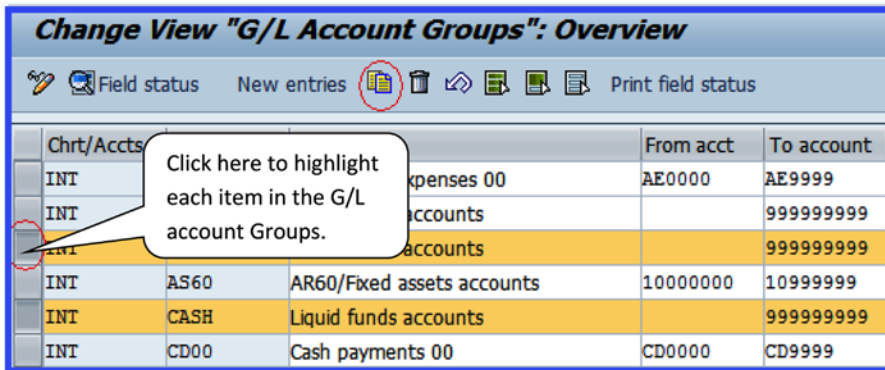 Change View "G/L Account Groups": Overview
Field status New entries Print field status
Chrt/Accts From acct To account
Click here to highlight
each item in the G/L
account Groups.
INT xpenses 00 AE0000 AE9999
INT accounts 999999999
INT accounts 999999999
INT AS60 AR60/Fixed assets accounts 10000000 10999999
INT CASH Liquid funds accounts 999999999
INT CD00 Cash payments 00 CD0000 CD9999